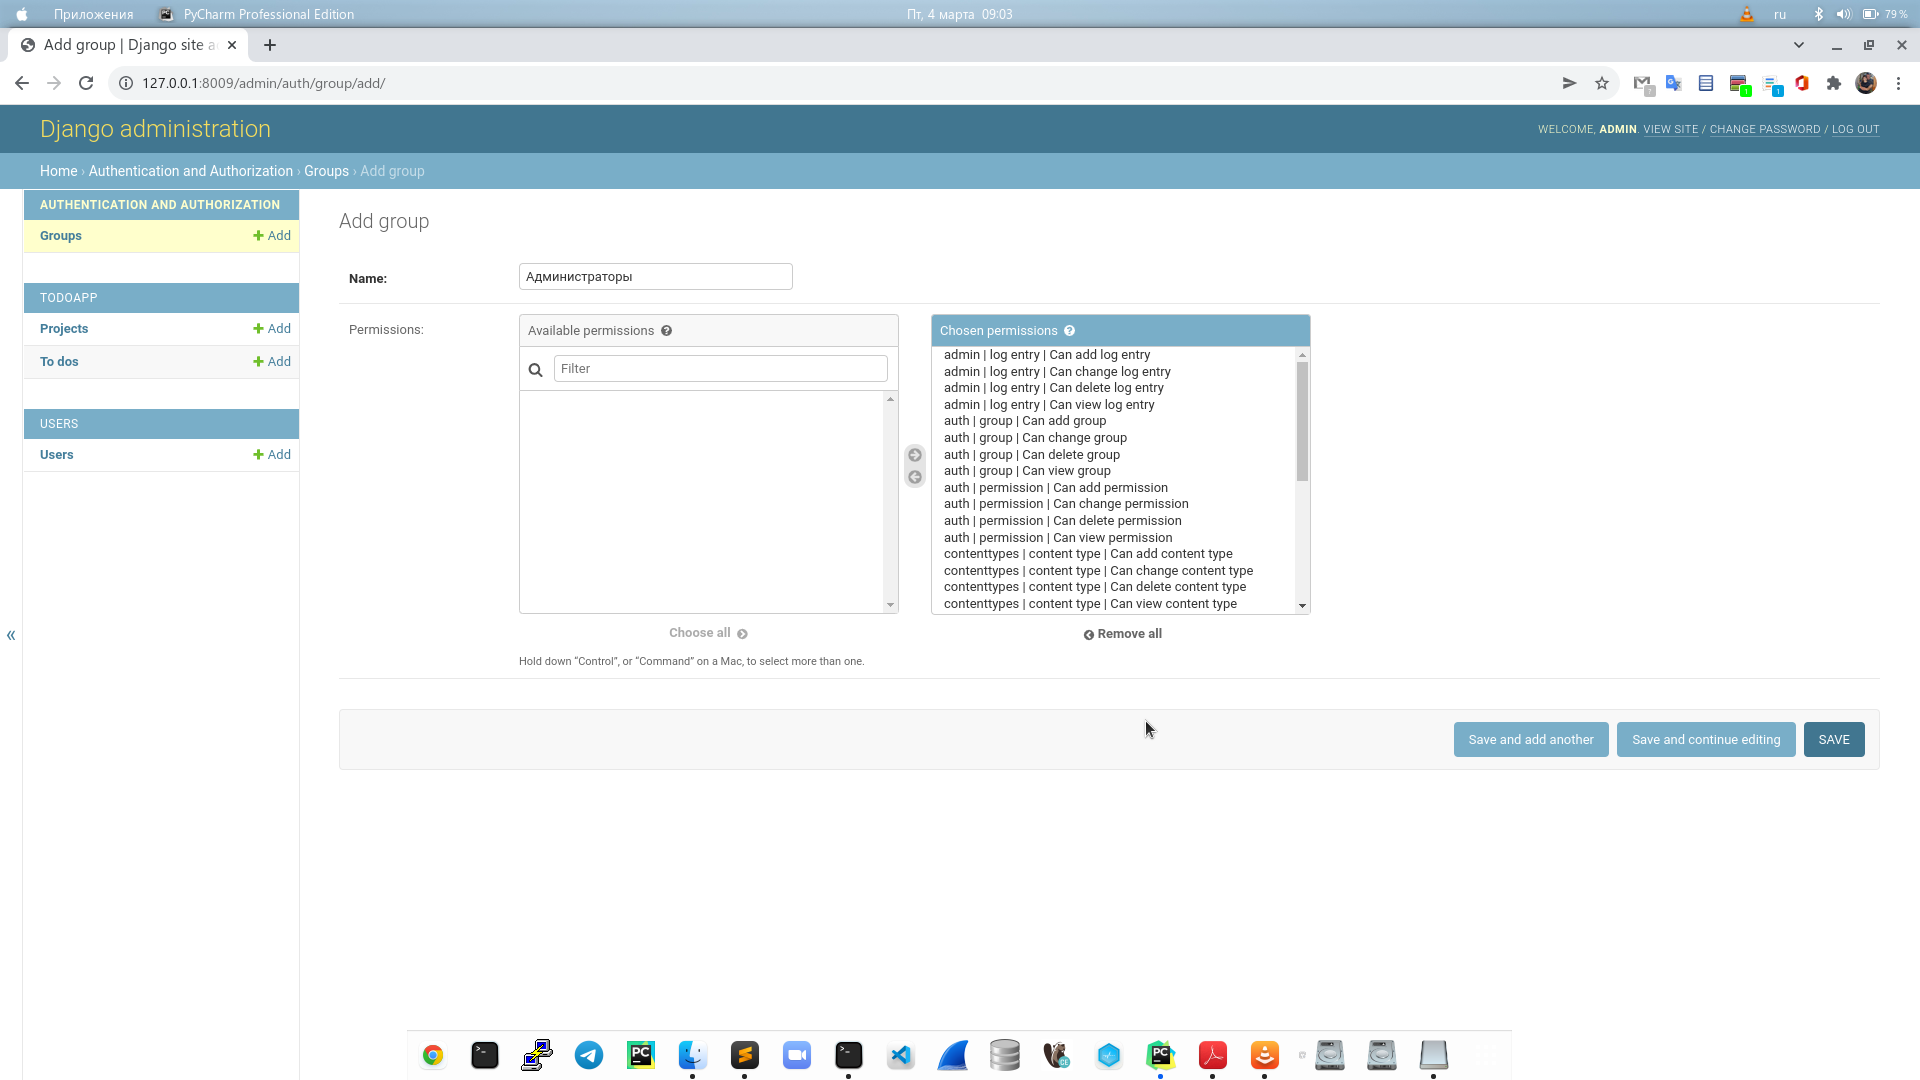 Приложения
PyCharm Professional Edition
Пт, 4 марта 09:03
ru
79 %
Add group | Django site a
127.0.0.1:8009/admin/auth/group/add/
Django administration
WELCOME, ADMIN. VIEW SITE / CHANGE PASSWORD / LOG OUT
Home › Authentication and Authorization › Groups › Add group
AUTHENTICATION AND AUTHORIZATION
Groups
Add
TODOAPP
Projects
Add
To dos
Add
USERS
Users
Add
«
Add group
Name:
Администраторы
Permissions:
Available permissions
Filter
Choose all
Hold down “Control”, or “Command” on a Mac, to select more than one.
Chosen permissions
admin | log entry | Can add log entry
admin | log entry | Can change log entry
admin | log entry | Can delete log entry
admin | log entry | Can view log entry
auth | group | Can add group
auth | group | Can change group
auth | group | Can delete group
auth | group | Can view group
auth | permission | Can add permission
auth | permission | Can change permission
auth | permission | Can delete permission
auth | permission | Can view permission
contenttypes | content type | Can add content type
contenttypes | content type | Can change content type
contenttypes | content type | Can delete content type
contenttypes | content type | Can view content type
Remove all
Save and add another
Save and continue editing
SAVE
PC
PC